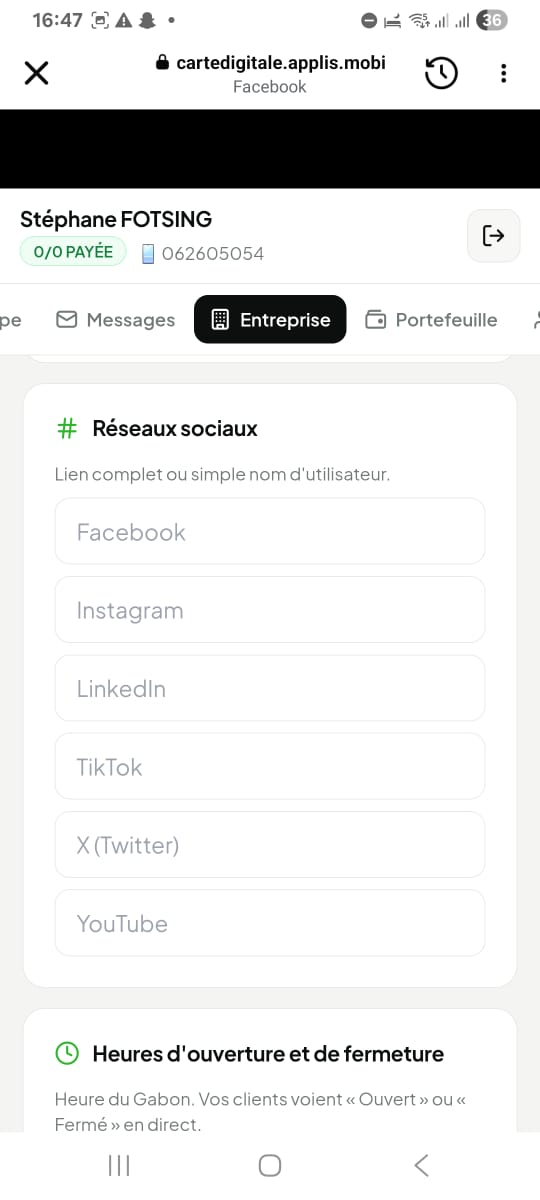 16:47
36
cartedigitale.applis.mobi
Facebook
Stéphane FOTSING
0/0 PAYÉE
062605054
pe
Messages
Entreprise
Portefeuille
Réseaux sociaux
Lien complet ou simple nom d'utilisateur.
Facebook
Instagram
LinkedIn
TikTok
X (Twitter)
YouTube
Heures d'ouverture et de fermeture
Heure du Gabon. Vos clients voient « Ouvert » ou «
Fermé » en direct.